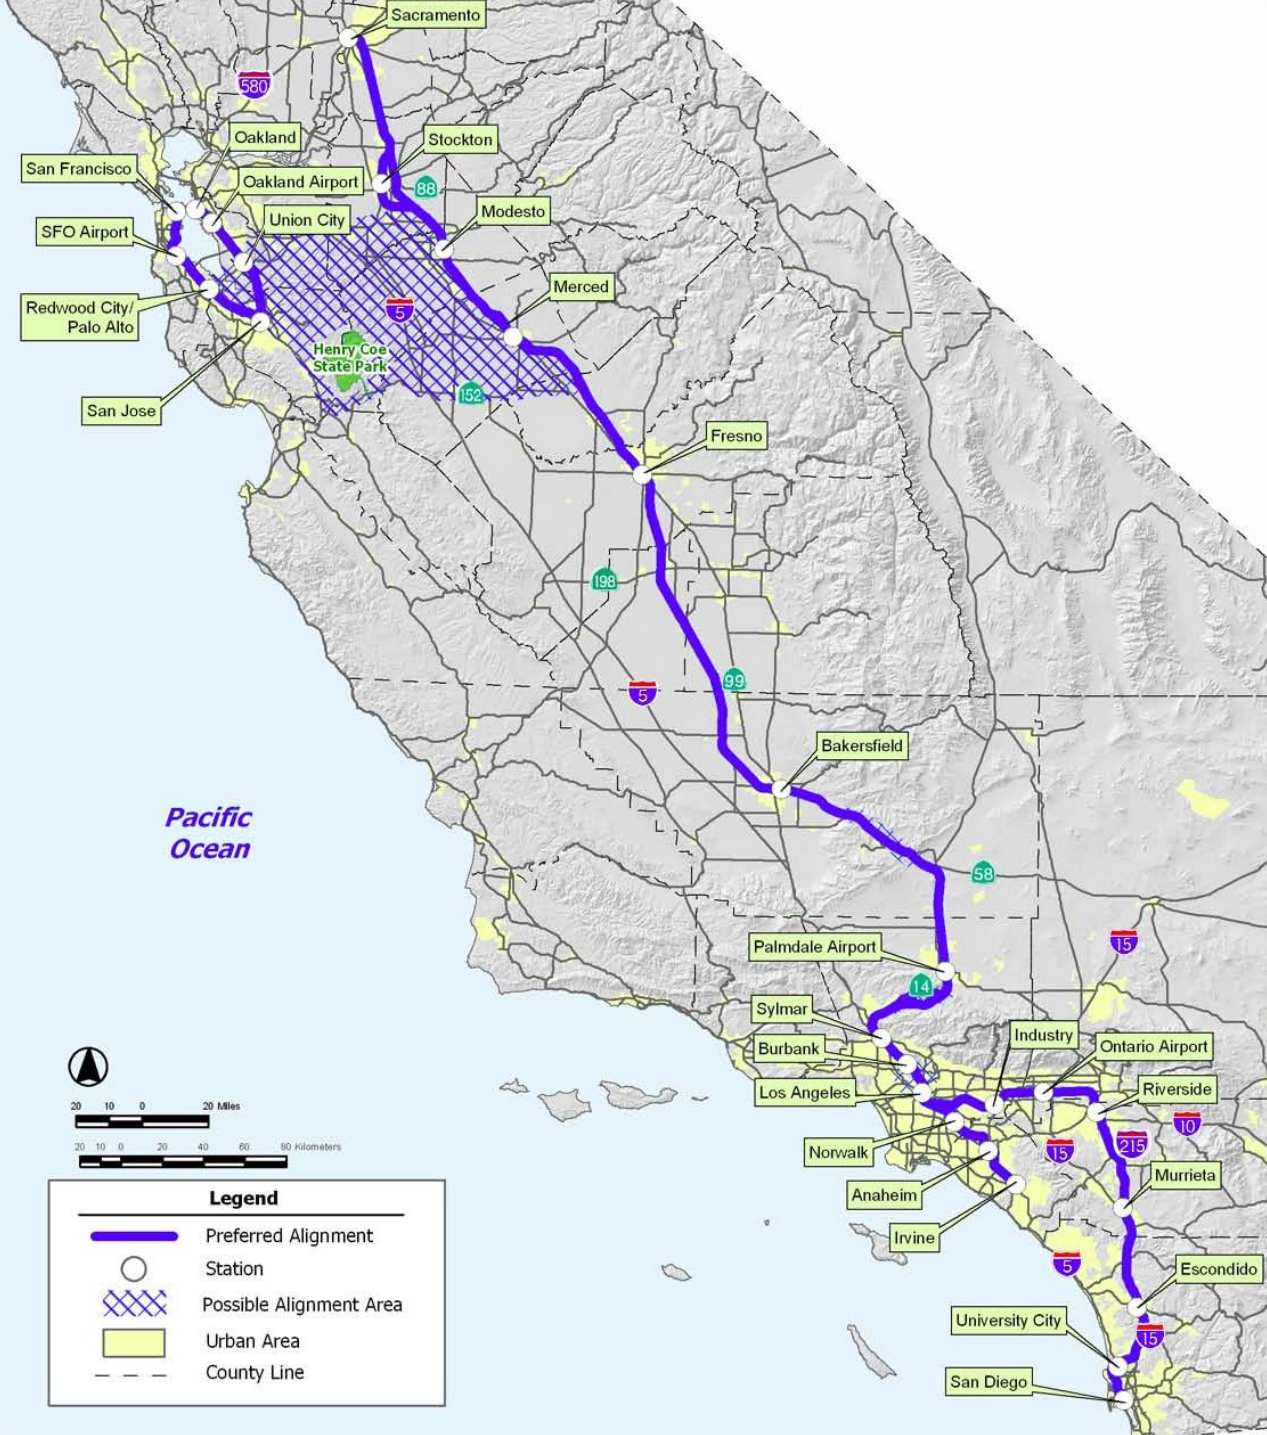 Sacramento
580
Oakland
Stockton
San Francisco
Oakland Airport
88
Union City
Modesto
SFO Airport
Merced
Redwood City/
Palo Alto
5
Henry Coe
State Park
152
San Jose
Fresno
198
99
5
Bakersfield
Pacific
Ocean
58
Palmdale Airport
15
14
Sylmar
Industry
Burbank
Ontario Airport
Los Angeles
Riverside
10
Norwalk
15
215
Murrieta
Anaheim
Irvine
5
Escondido
University City
15
San Diego
20 10 0 20 Miles
20 10 0 20 40 60 80 Kilometers
Legend
Preferred Alignment
Station
Possible Alignment Area
Urban Area
County Line